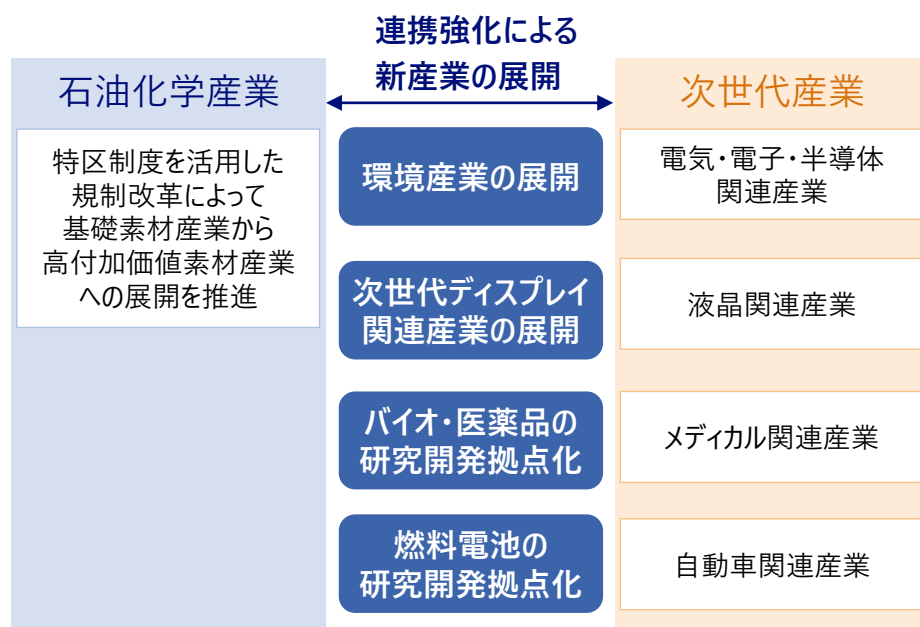 連携強化による
新産業の展開
石油化学産業
特区制度を活用した
規制改革によって
基礎素材産業から
高付加価値素材産業
への展開を推進
環境産業の展開
次世代ディスプレイ
関連産業の展開
バイオ・医薬品の
研究開発拠点化
燃料電池の
研究開発拠点化
次世代産業
電気・電子・半導体
関連産業
液晶関連産業
メディカル関連産業
自動車関連産業